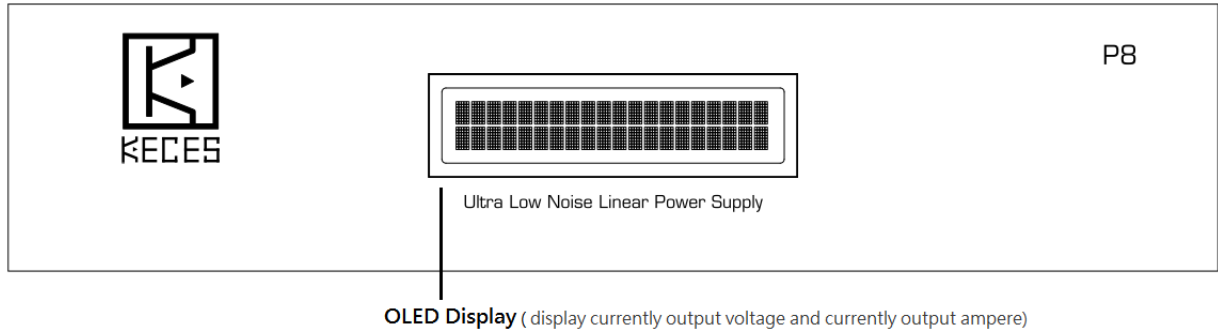 P8
KECES
Ultra Low Noise Linear Power Supply
OLED Display ( display currently output voltage and currently output ampere)